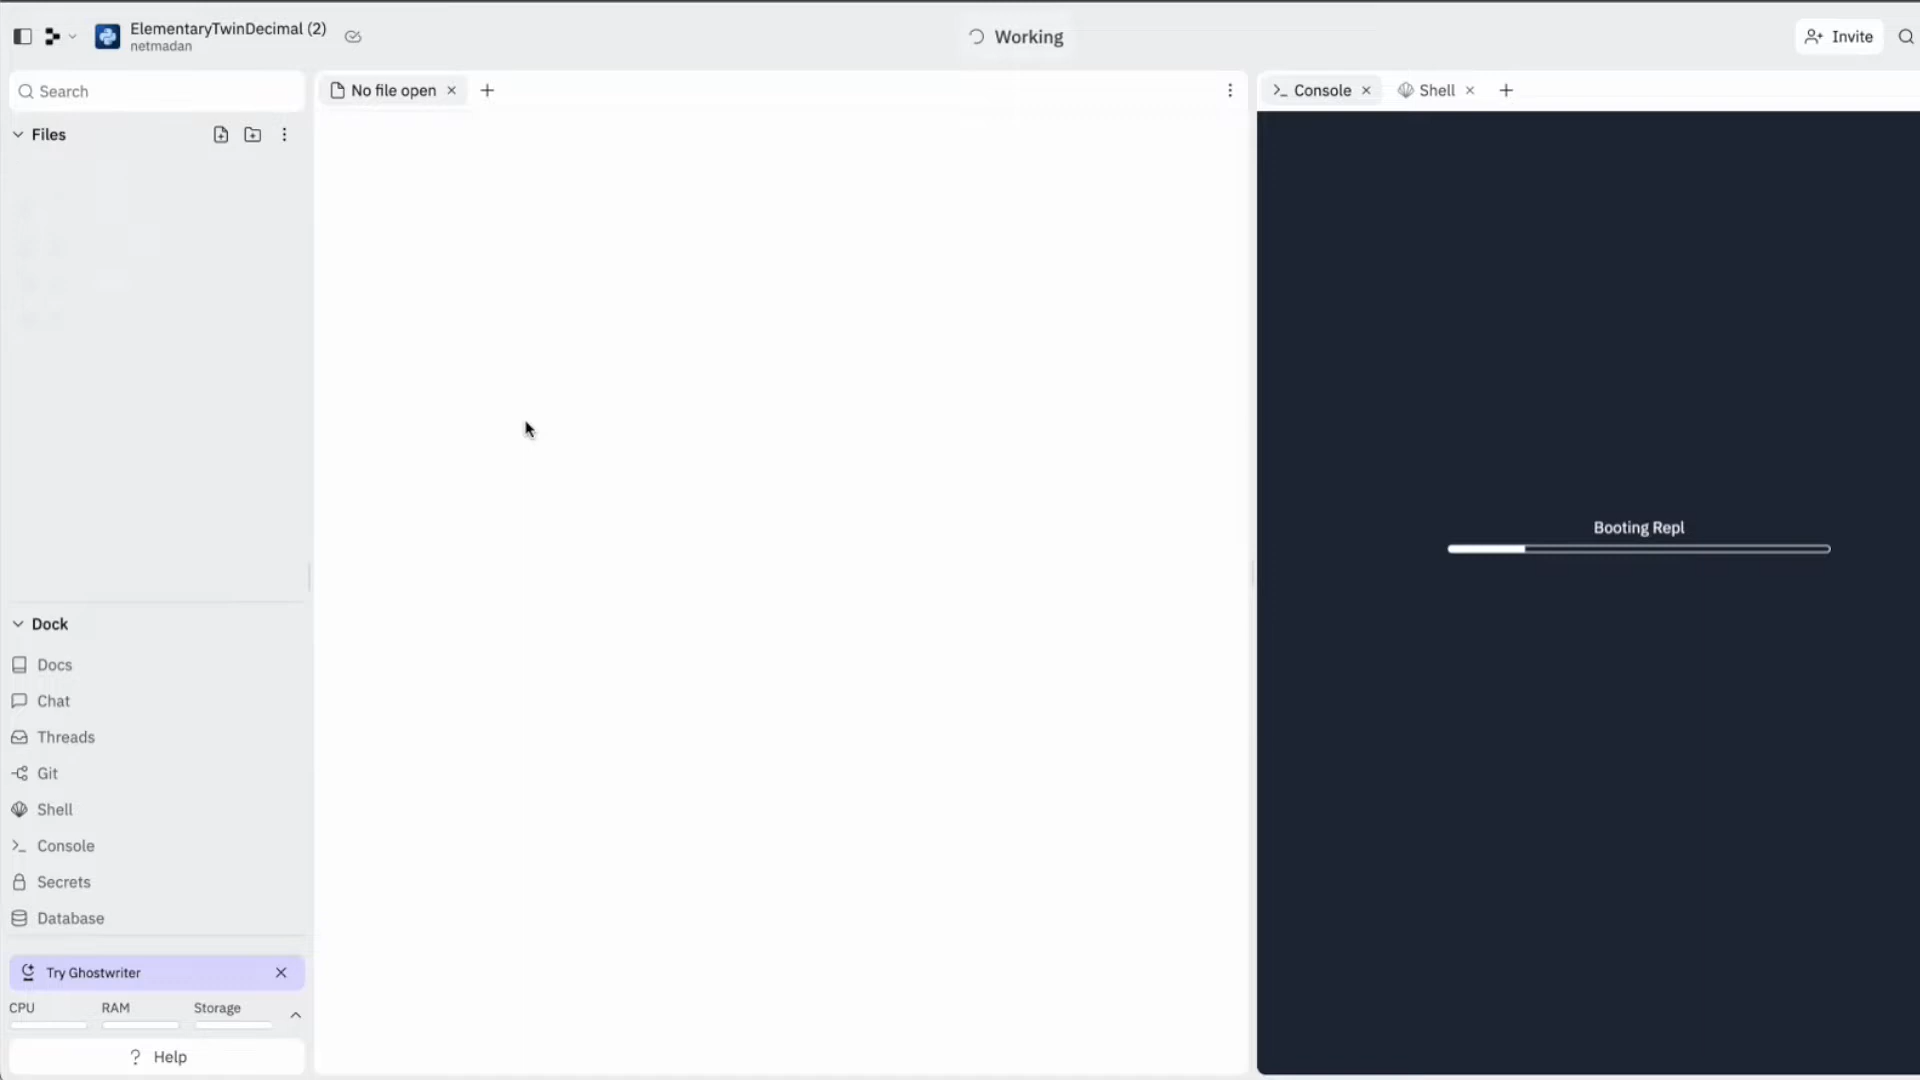 ElementaryTwinDecimal (2)
netmadan
Working
Invite
Search
No file open
Console
Shell
Files
Booting Repl
Dock
Docs
Chat
Threads
Git
Shell
Console
Secrets
Database
Try Ghostwriter
CPU RAM Storage
? Help